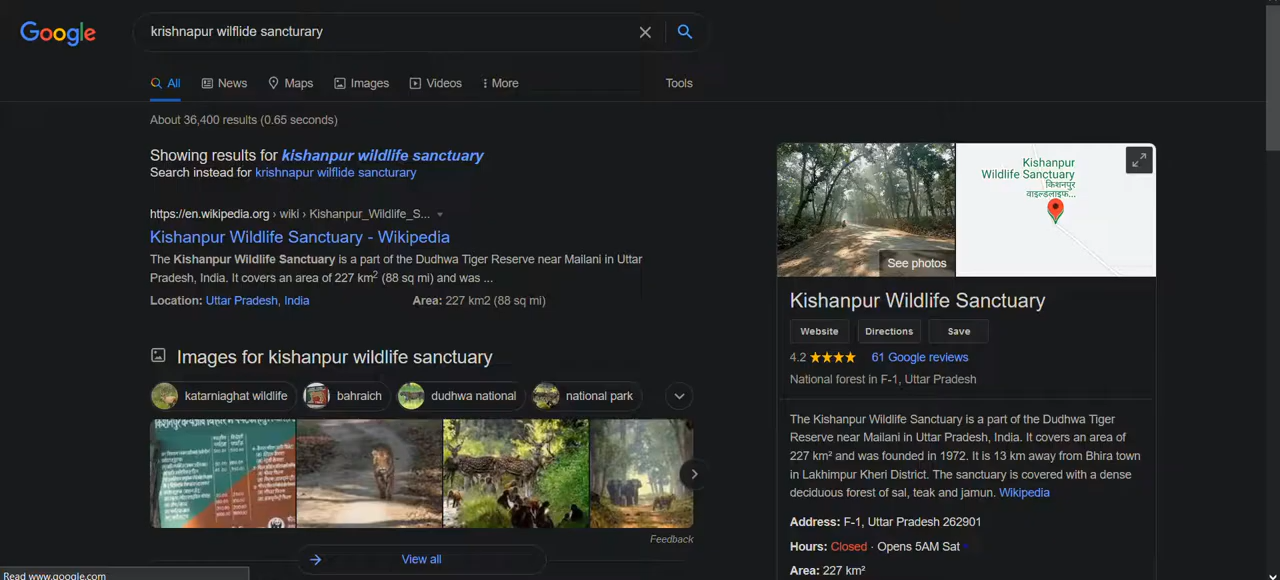 Google
krishnapur wilflide sancturary
All
News
Maps
Images
Videos
More
Tools
About 36,400 results (0.65 seconds)
Showing results for kishanpur wildlife sanctuary
Search instead for krishnapur wilflide sancturary
https://en.wikipedia.org › wiki › Kishanpur_Wildlife_S...
Kishanpur Wildlife Sanctuary - Wikipedia
The Kishanpur Wildlife Sanctuary is a part of the Dudhwa Tiger Reserve near Mailani in Uttar
Pradesh, India. It covers an area of 227 km² (88 sq mi) and was ...
Location: Uttar Pradesh, India
Area: 227 km2 (88 sq mi)
Images for kishanpur wildlife sanctuary
katarniaghat wildlife
bahraich
dudhwa national
national park
Feedback
View all
See photos
Kishanpur
Wildlife Sanctuary
किशनपुर
वाइल्डलाइफ...
Kishanpur Wildlife Sanctuary
Website
Directions
Save
4.2
61 Google reviews
National forest in F-1, Uttar Pradesh
The Kishanpur Wildlife Sanctuary is a part of the Dudhwa Tiger
Reserve near Mailani in Uttar Pradesh, India. It covers an area of
227 km² and was founded in 1972. It is 13 km away from Bhira town
in Lakhimpur Kheri District. The sanctuary is covered with a dense
deciduous forest of sal, teak and jamun. Wikipedia
Address: F-1, Uttar Pradesh 262901
Hours: Closed · Opens 5AM Sat
Area: 227 km²
Read www.google.com